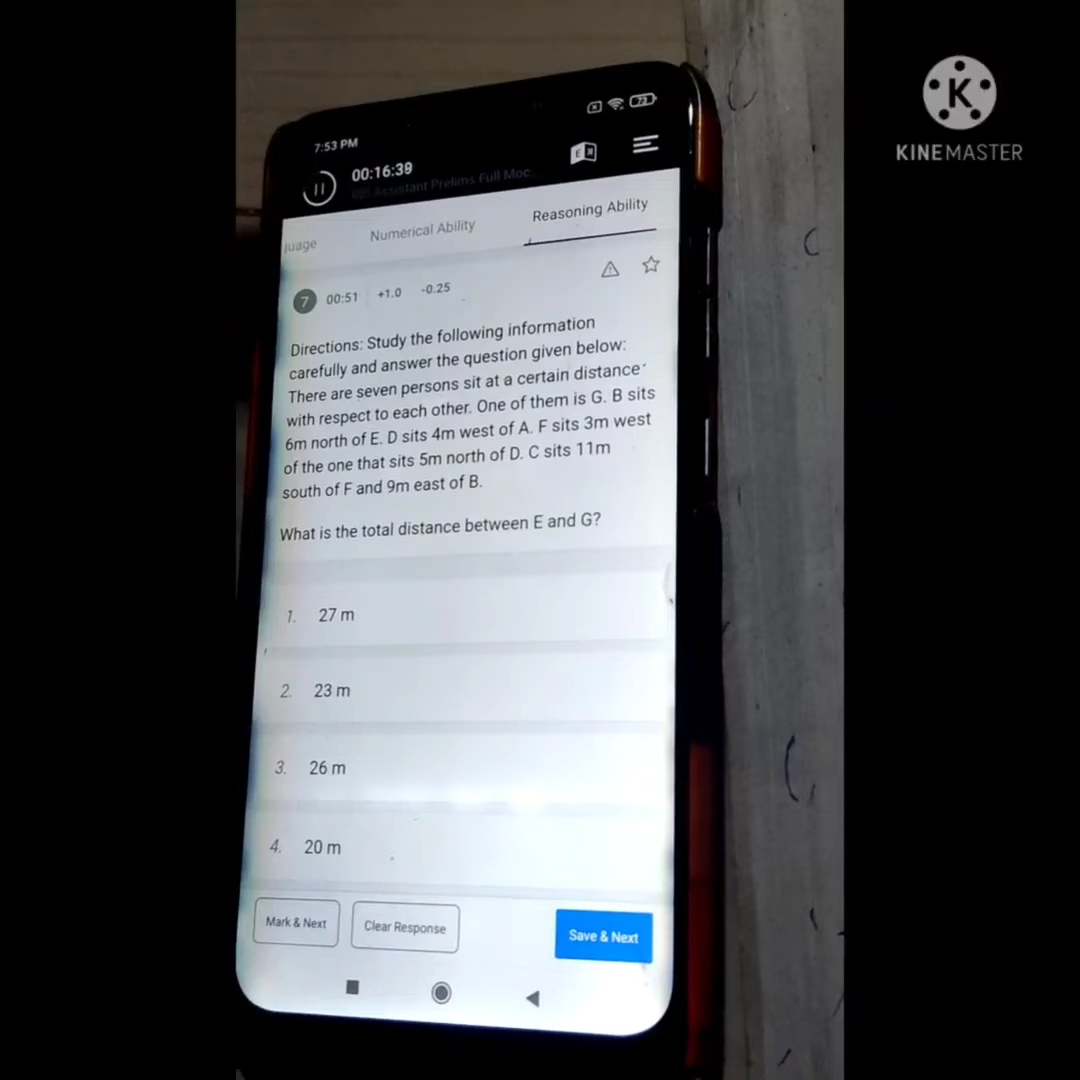 KINEMASTER
7:53 PM
73
00:16:39
RBI Assistant Prelims Full Moc...
juage
Numerical Ability
Reasoning Ability
7
00:51
+1.0
-0.25
Directions: Study the following information
carefully and answer the question given below:
There are seven persons sit at a certain distance
with respect to each other. One of them is G. B sits
6m north of E. D sits 4m west of A. F sits 3m west
of the one that sits 5m north of D. C sits 11m
south of F and 9m east of B.
What is the total distance between E and G?
1. 27 m
2. 23 m
3. 26 m
4. 20 m
Mark & Next
Clear Response
Save & Next